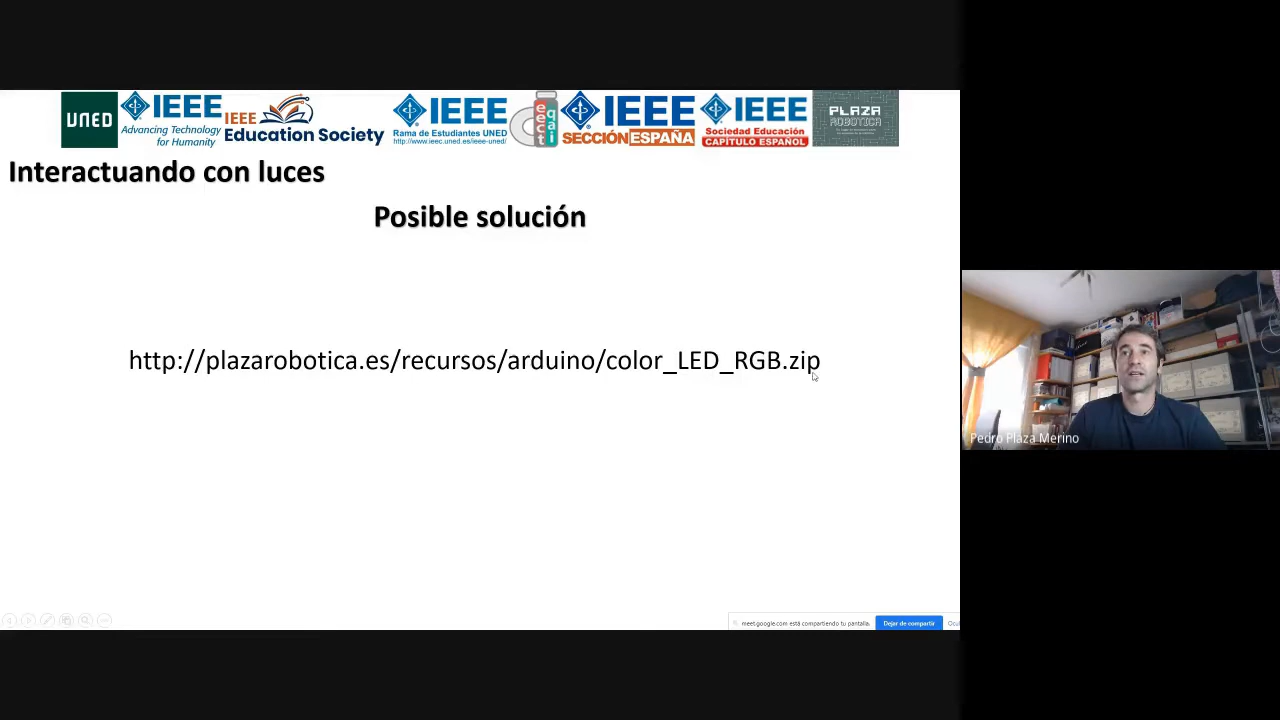 UNED
IEEE
Advancing Technology
for Humanity
IEEE
Education Society
IEEE
Rama de Estudiantes UNED
http://www.ieec.uned.es/ieee-uned/
IEEE
SECCIÓN ESPAÑA
IEEE
Sociedad Educación
CAPÍTULO ESPAÑOL
PLAZA
ROBOTICA
Interactuando con luces
Posible solución
http://plazarobotica.es/recursos/arduino/color_LED_RGB.zip
Pedro Plaza Merino
meet.google.com está compartiendo tu pantalla.
Dejar de compartir
Ocul